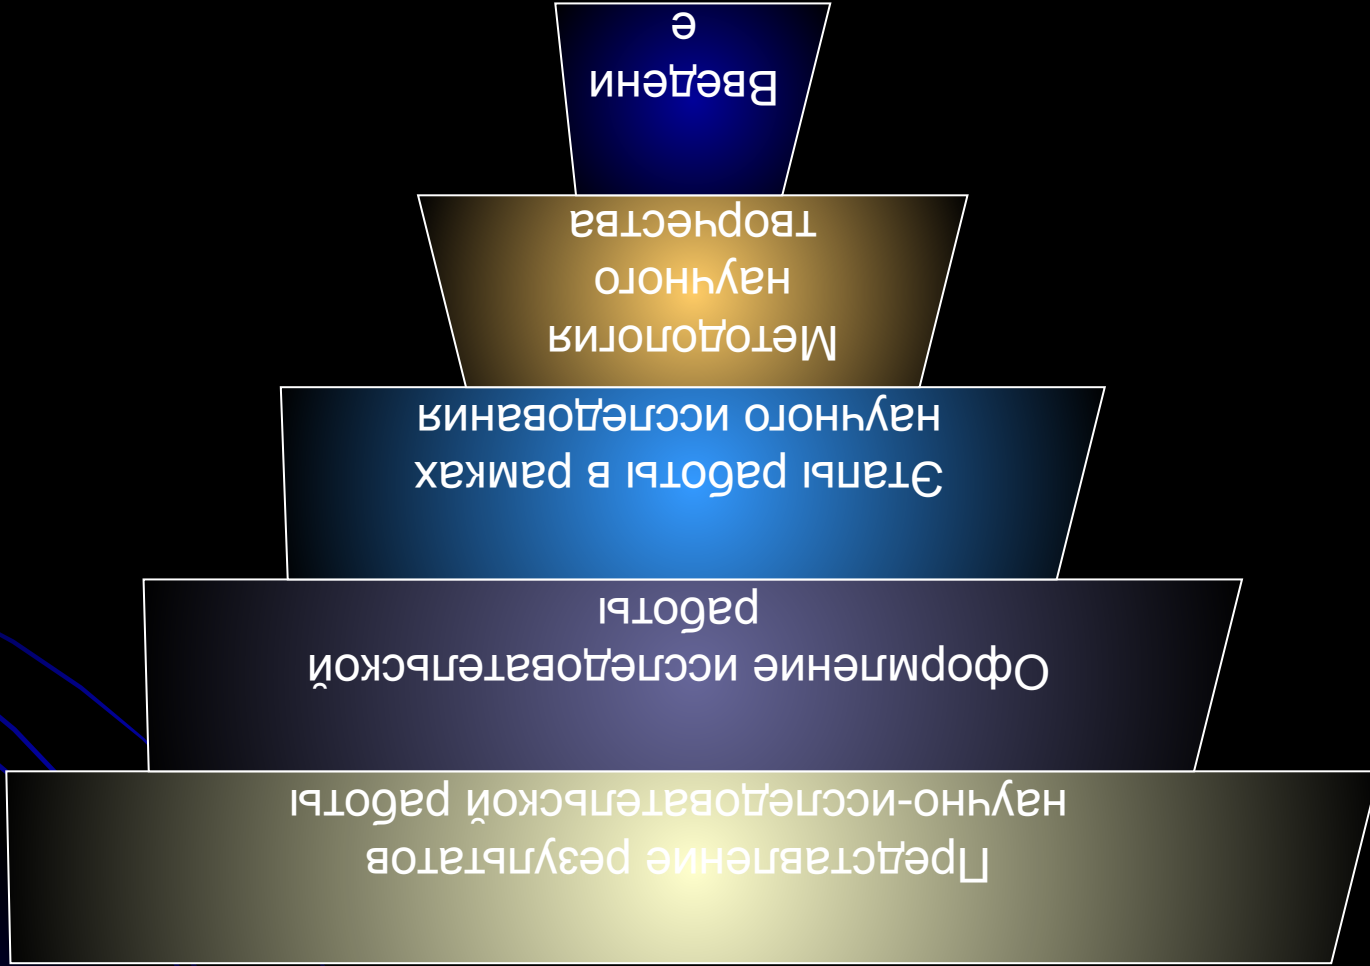 Введени
е
Методология
научного
творчества
Этапы работы в рамках
научного исследования
Оформление исследовательской
работы
Представление результатов
научно-исследовательской работы